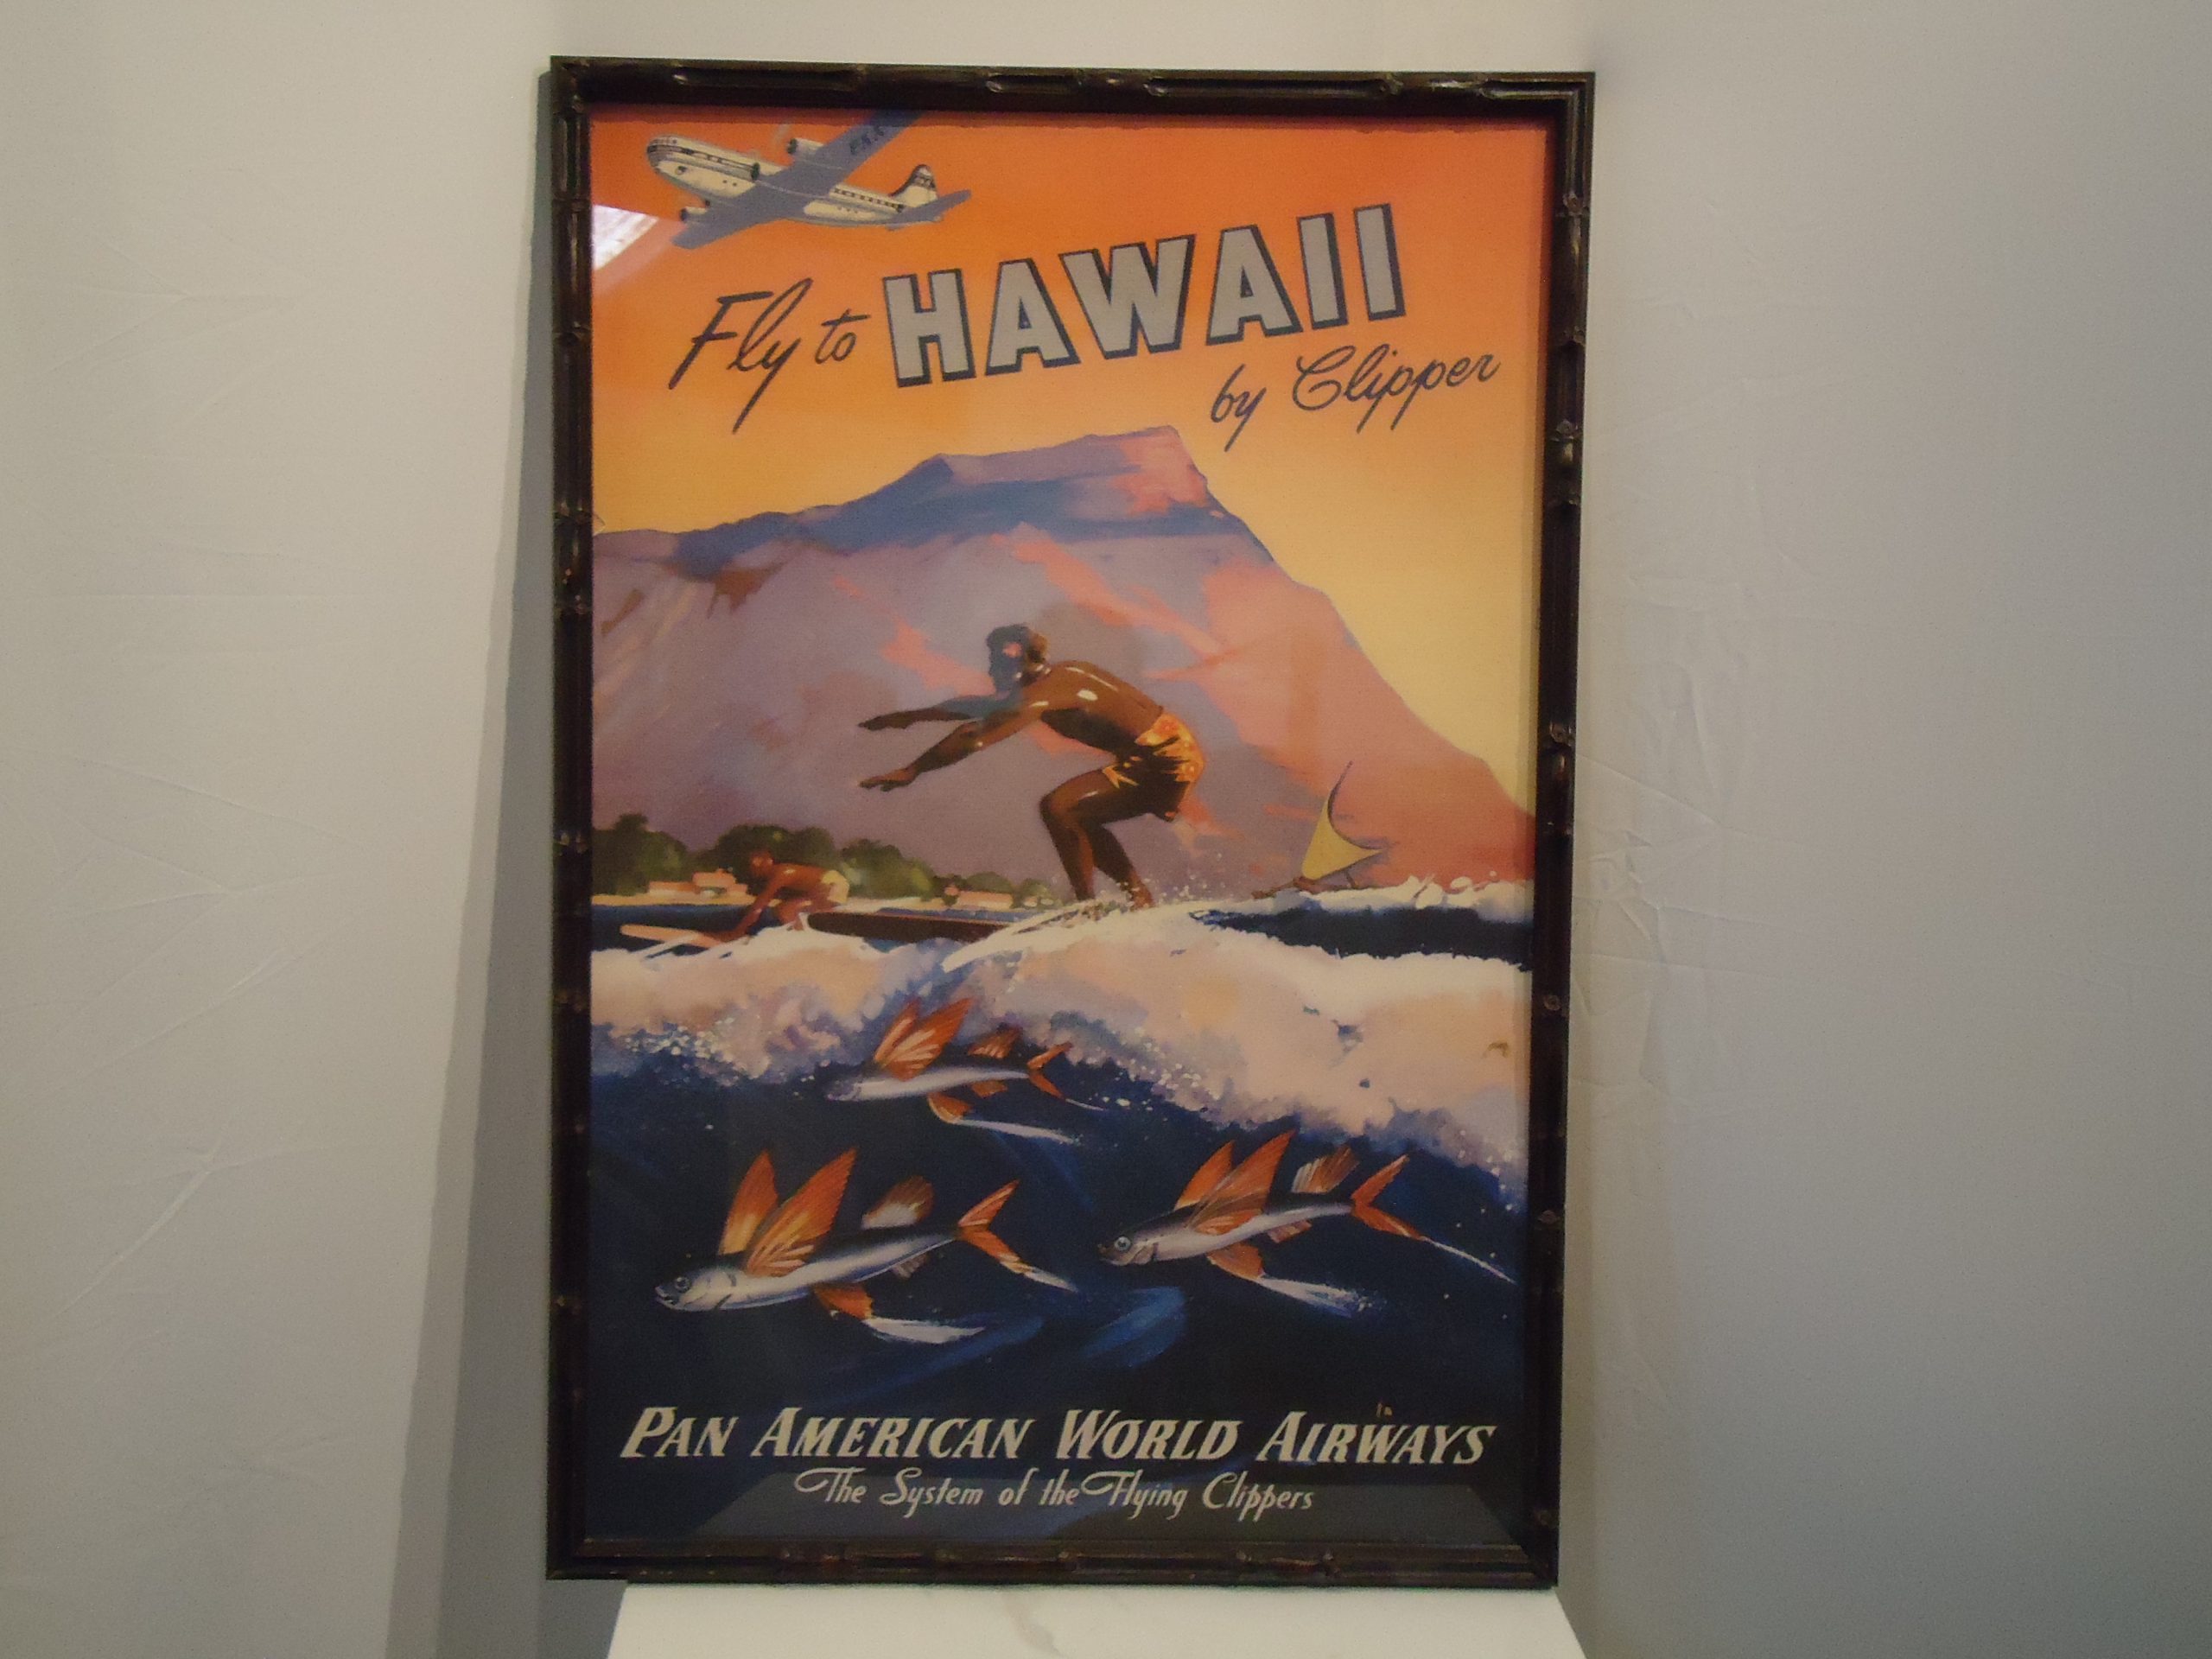 Fly to HAWAII
by Clipper
PAN AMERICAN WORLD AIRWAYS
The System of the Flying Clippers